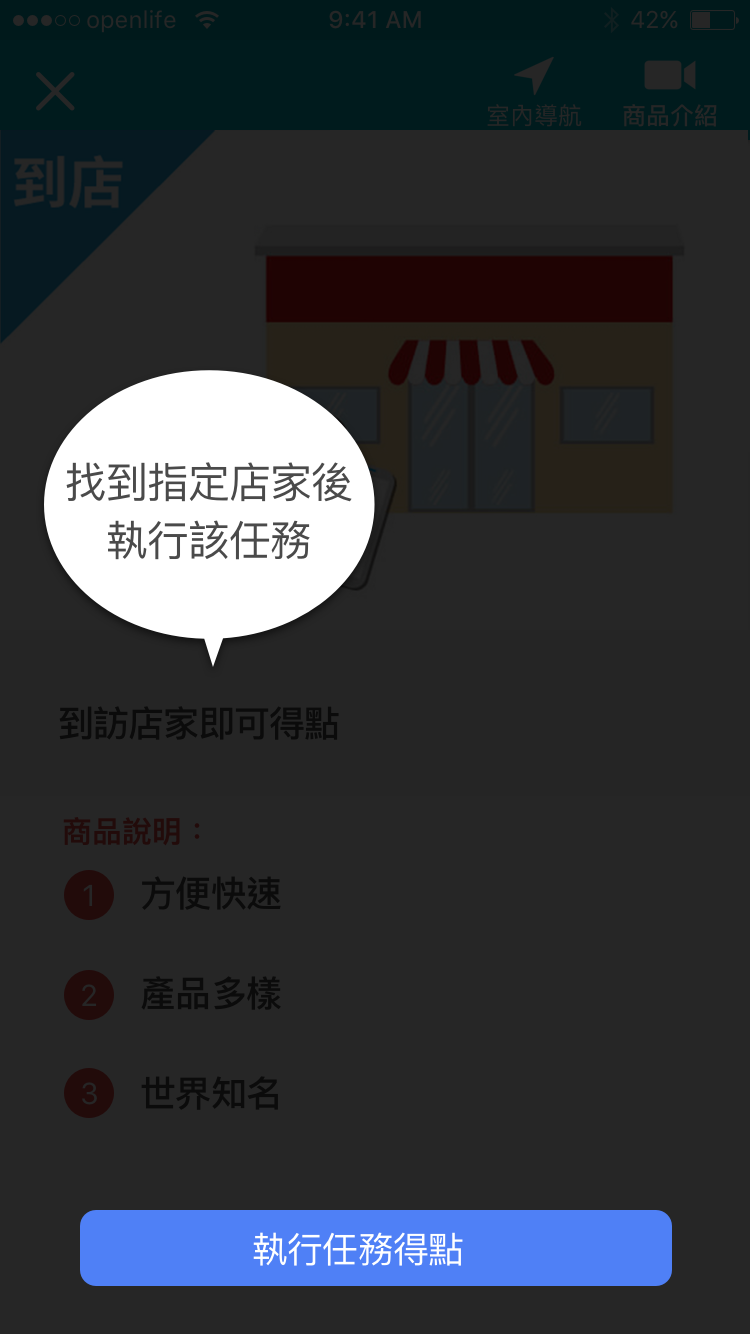 openlife 9:41 AM 42%
室內導航 商品介紹
到店
找到指定店家後
執行該任務
到訪店家即可得點
商品說明：
1 方便快速
2 產品多樣
3 世界知名
執行任務得點